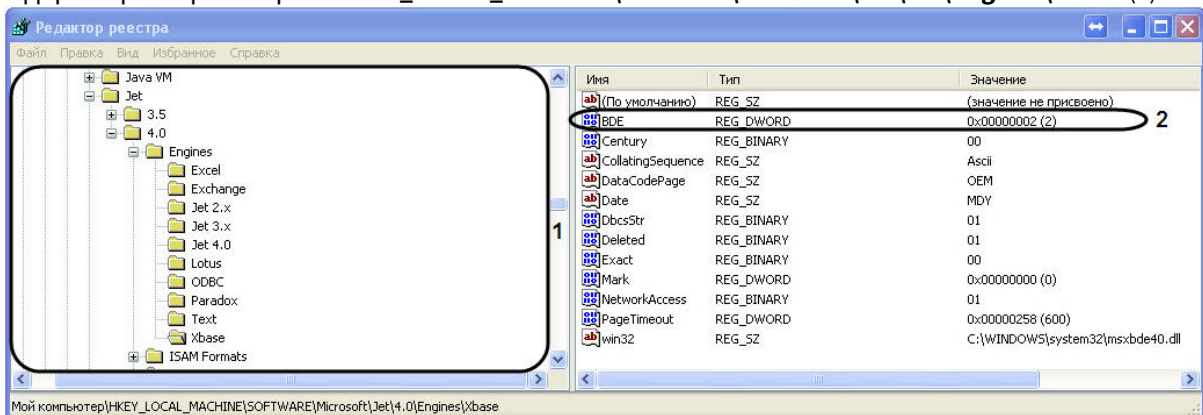 Редактор реестра
Файл Правка Вид Избранное Справка
Java VM
Jet
3.5
4.0
Engines
Excel
Exchange
Jet 2.x
Jet 3.x
Jet 4.0
Lotus
ODBC
Paradox
Text
Xbase
ISAM Formats
1
Имя Тип Значение
(По умолчанию) REG_SZ (значение не присвоено)
BDE REG_DWORD 0x00000002 (2)
2
Century REG_BINARY 00
CollatingSequence REG_SZ Ascii
DataCodePage REG_SZ OEM
Date REG_SZ MDY
DbcsStr REG_BINARY 01
Deleted REG_BINARY 01
Exact REG_BINARY 00
Mark REG_DWORD 0x00000000 (0)
NetworkAccess REG_BINARY 01
PageTimeout REG_DWORD 0x00000258 (600)
win32 REG_SZ C:\WINDOWS\system32\msxbde40.dll
Мой компьютер\HKEY_LOCAL_MACHINE\SOFTWARE\Microsoft\Jet\4.0\Engines\Xbase